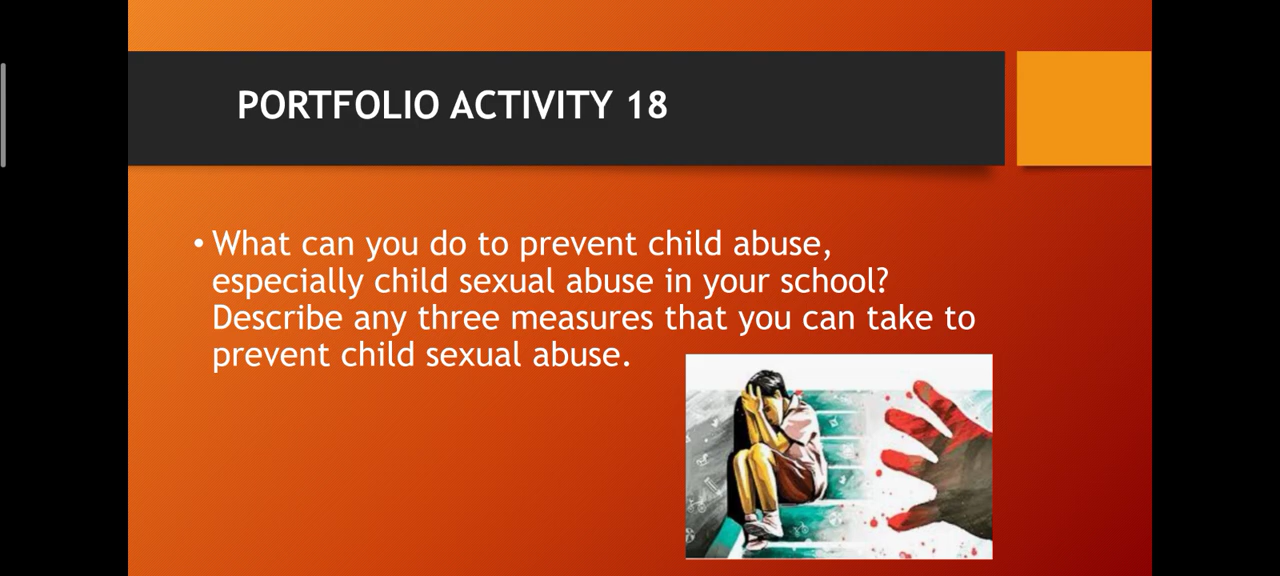 PORTFOLIO ACTIVITY 18
• What can you do to prevent child abuse,
especially child sexual abuse in your school?
Describe any three measures that you can take to
prevent child sexual abuse.